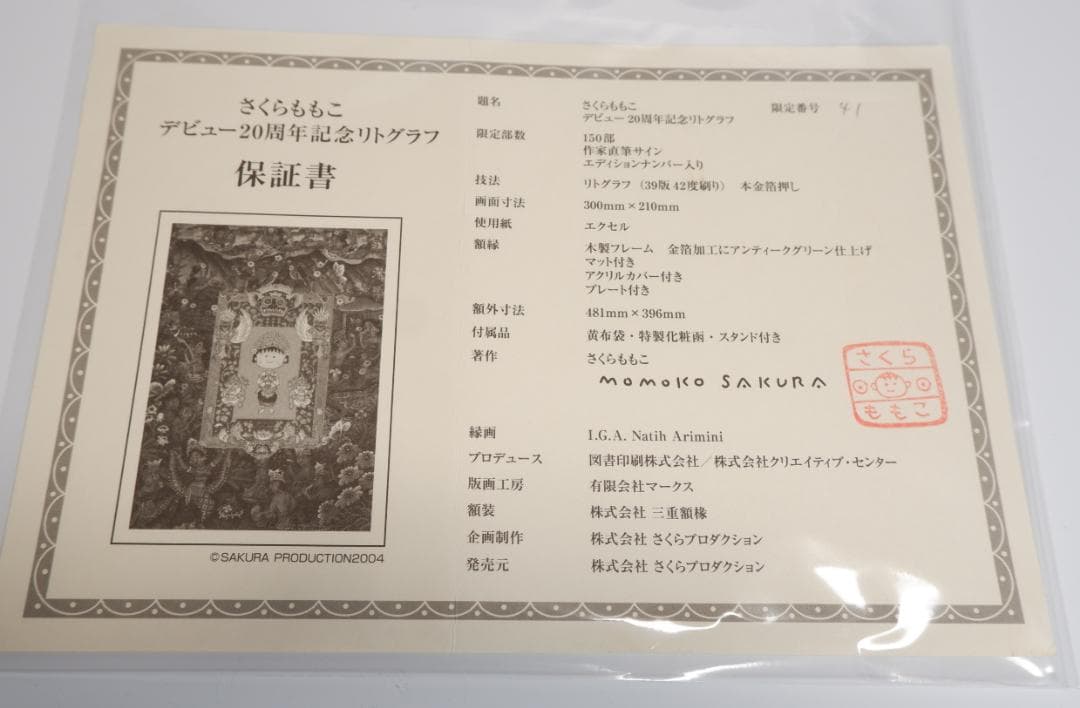 さくらももこ
デビュー20周年記念リトグラフ
保証書
©SAKURA PRODUCTION2004
題名 さくらももこ 限定番号 41
デビュー20周年記念リトグラフ
限定部数 150部
作家直筆サイン
エディションナンバー入り
技法 リトグラフ（39版42度刷り） 本金箔押し
画面寸法 300mm×210mm
使用紙 エクセル
額縁 木製フレーム 金箔加工にアンティークグリーン仕上げ
マット付き
アクリルカバー付き
プレート付き
額外寸法 481mm×396mm
付属品 黄布袋・特製化粧函・スタンド付き
著作 さくらももこ
MOMOKO SAKURA
さくら
ももこ
縁画 I.G.A. Natih Arimini
プロデュース 図書印刷株式会社／株式会社クリエイティブ・センター
版画工房 有限会社マークス
額装 株式会社 三重額椽
企画制作 株式会社 さくらプロダクション
発売元 株式会社 さくらプロダクション